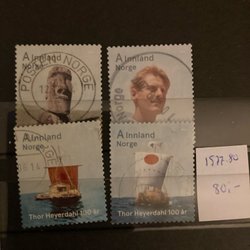 A Innland
Norge
A Innland
Norge
POSTEN NORGE
A Innland
Norge
Thor Heyerdahl 100 år
A Innland
Norge
Thor Heyerdahl 100 år
1577.80
80,-